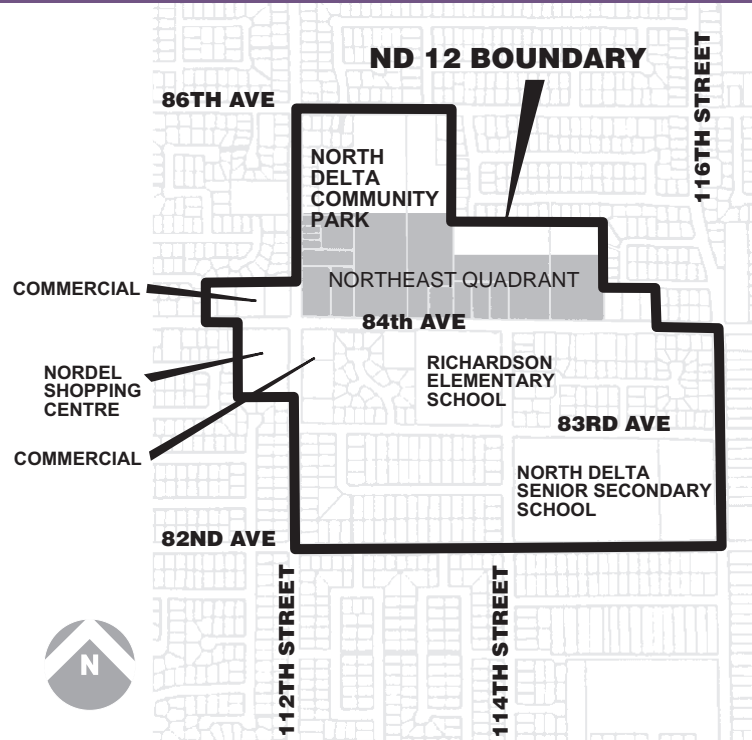 ND 12 BOUNDARY
116TH STREET
86TH AVE
NORTH
DELTA
COMMUNITY
PARK
COMMERCIAL
NORTHEAST QUADRANT
84th AVE
NORDEL
SHOPPING
CENTRE
RICHARDSON
ELEMENTARY
SCHOOL
83RD AVE
COMMERCIAL
NORTH DELTA
SENIOR SECONDARY
SCHOOL
82ND AVE
112TH STREET
114TH STREET
N